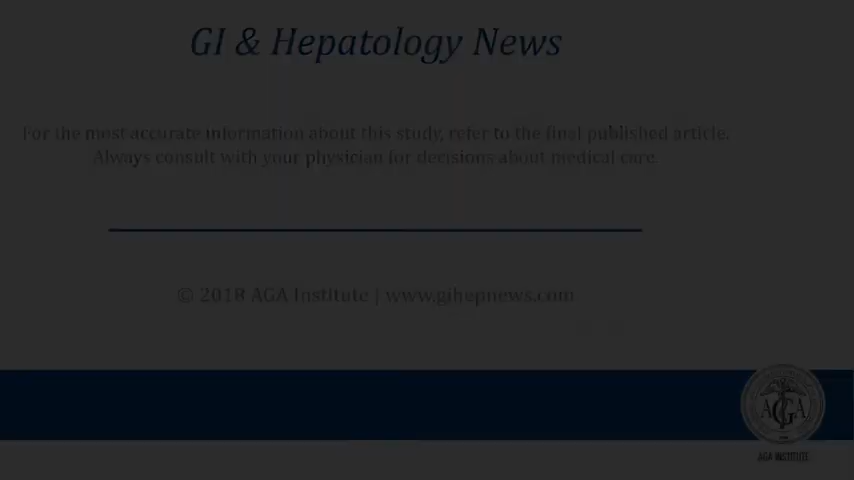 GI & Hepatology News
For the most accurate information about this study, refer to the final published article.
Always consult with your physician for decisions about medical care.
© 2018 AGA Institute | www.gihepnews.com
AGA
AGA INSTITUTE